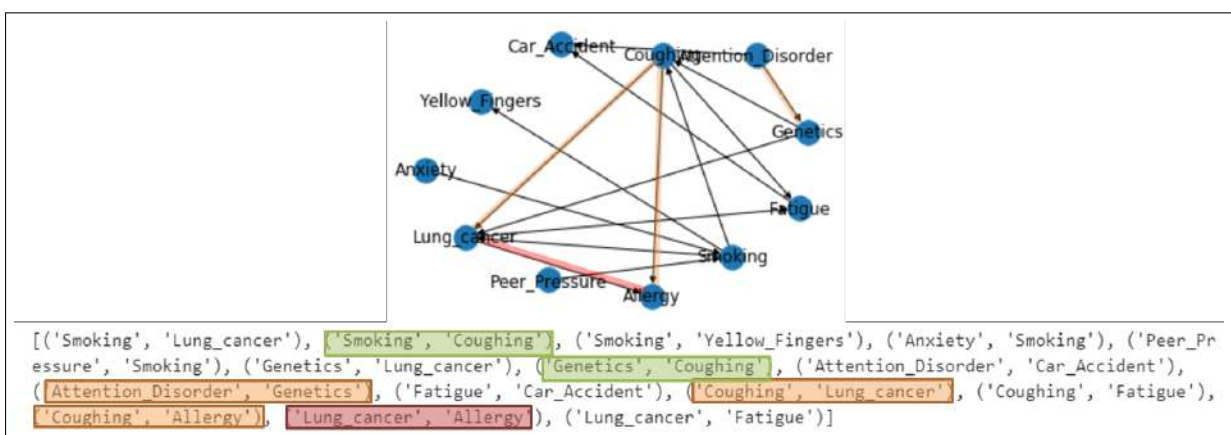 Car_Accident
Coughing
Attention_Disorder
Yellow_Fingers
Genetics
Anxiety
Fatigue
Lung_cancer
Smoking
Peer_Pressure
Allergy
[('Smoking', 'Lung_cancer'), ('Smoking', 'Coughing'), ('Smoking', 'Yellow_Fingers'), ('Anxiety', 'Smoking'), ('Peer_Pr
essure', 'Smoking'), ('Genetics', 'Lung_cancer'), ('Genetics', 'Coughing'), ('Attention_Disorder', 'Car_Accident'),
('Attention_Disorder', 'Genetics'), ('Fatigue', 'Car_Accident'), ('Coughing', 'Lung_cancer'), ('Coughing', 'Fatigue'),
('Coughing', 'Allergy'), ('Lung_cancer', 'Allergy'), ('Lung_cancer', 'Fatigue')]